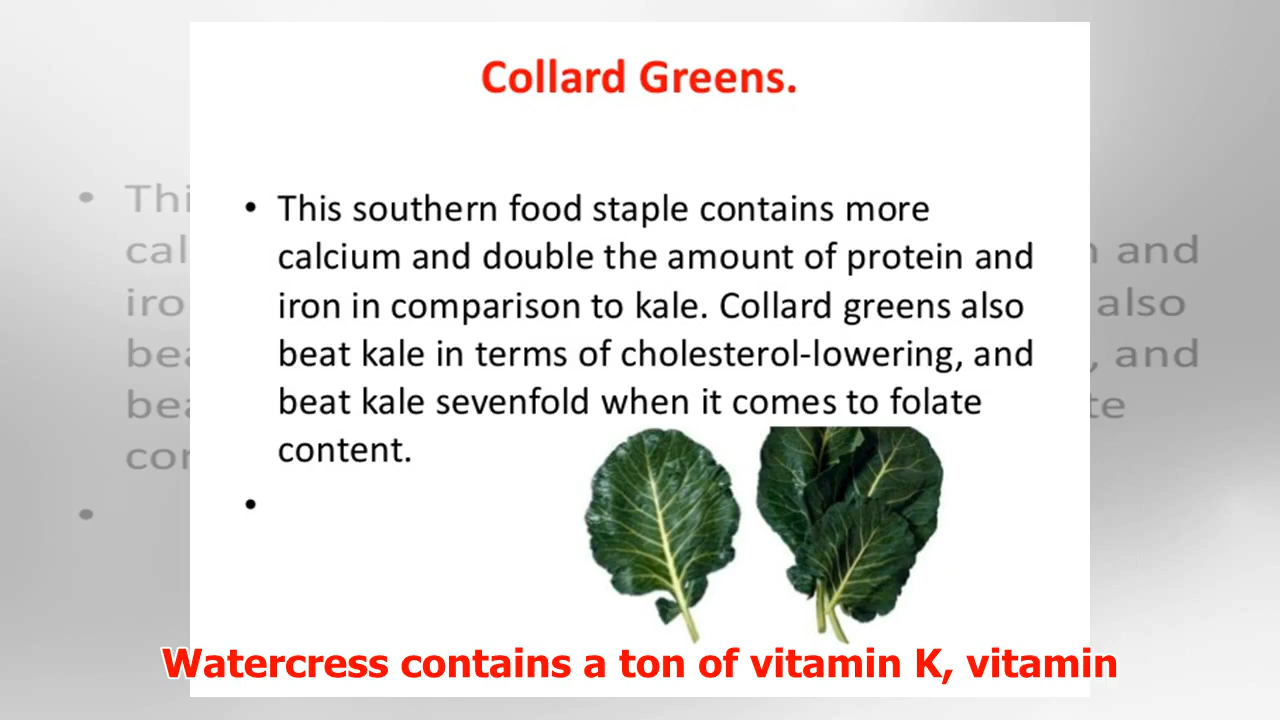 Collard Greens.
• This southern food staple contains more
calcium and double the amount of protein and
iron in comparison to kale. Collard greens also
beat kale in terms of cholesterol-lowering, and
beat kale sevenfold when it comes to folate
content.
•
Watercress contains a ton of vitamin K, vitamin